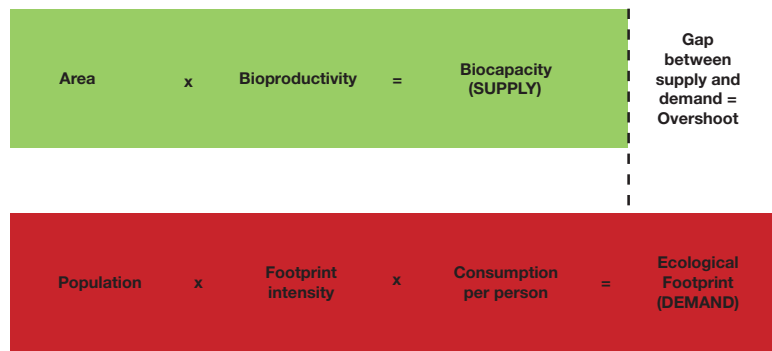 Area x Bioproductivity = Biocapacity
(SUPPLY)
Gap
between
supply and
demand =
Overshoot
Population x Footprint
intensity x Consumption
per person = Ecological
Footprint
(DEMAND)